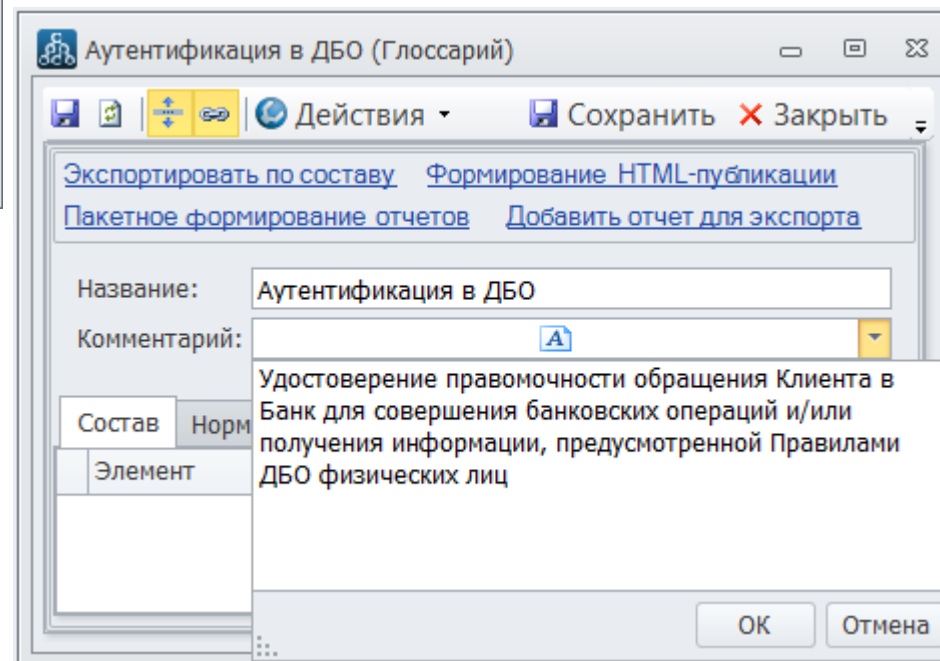 Аутентификация в ДБО (Глоссарий)
Действия Сохранить Закрыть
Экспортировать по составу Формирование HTML-публикации
Пакетное формирование отчетов Добавить отчет для экспорта
Название: Аутентификация в ДБО
Комментарий: A
Удостоверение правомочности обращения Клиента в
Банк для совершения банковских операций и/или
получения информации, предусмотренной Правилами
ДБО физических лиц
Состав Норм
Элемент
ОК Отмена